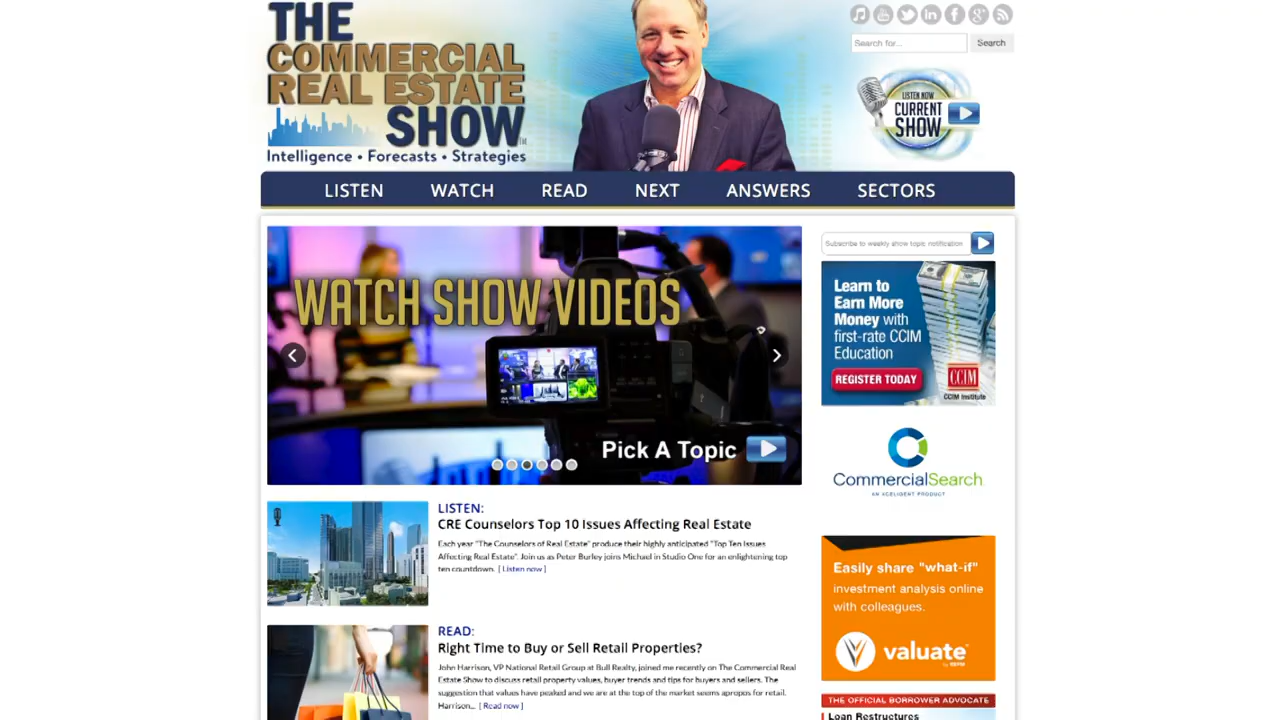 THE
COMMERCIAL
REAL ESTATE
SHOW
Intelligence • Forecasts • Strategies
Search for...
Search
LISTEN NOW
CURRENT
SHOW
LISTEN
WATCH
READ
NEXT
ANSWERS
SECTORS
WATCH SHOW VIDEOS
Pick A Topic
Subscribe to weekly show topic notification
Learn to
Earn More
Money with
first-rate CCIM
Education
REGISTER TODAY
CCIM
CCIM Institute
CommercialSearch
AN XCELIGENT PRODUCT
LISTEN:
CRE Counselors Top 10 Issues Affecting Real Estate
Each year "The Counselors of Real Estate" produce their highly anticipated "Top Ten Issues
Affecting Real Estate". Join us as Peter Burley joins Michael in Studio One for an enlightening top
ten countdown. [ Listen now ]
Easily share "what-if"
investment analysis online
with colleagues.
valuate
by REFM
READ:
Right Time to Buy or Sell Retail Properties?
John Harrison, VP National Retail Group at Bull Realty, joined me recently on The Commercial Real
Estate Show to discuss retail property values, buyer trends and tips for buyers and sellers. The
suggestion that values have peaked and we are at the top of the market seems apropos for retail.
Harrison... [ Read now ]
THE OFFICIAL BORROWER ADVOCATE
Loan Restructures